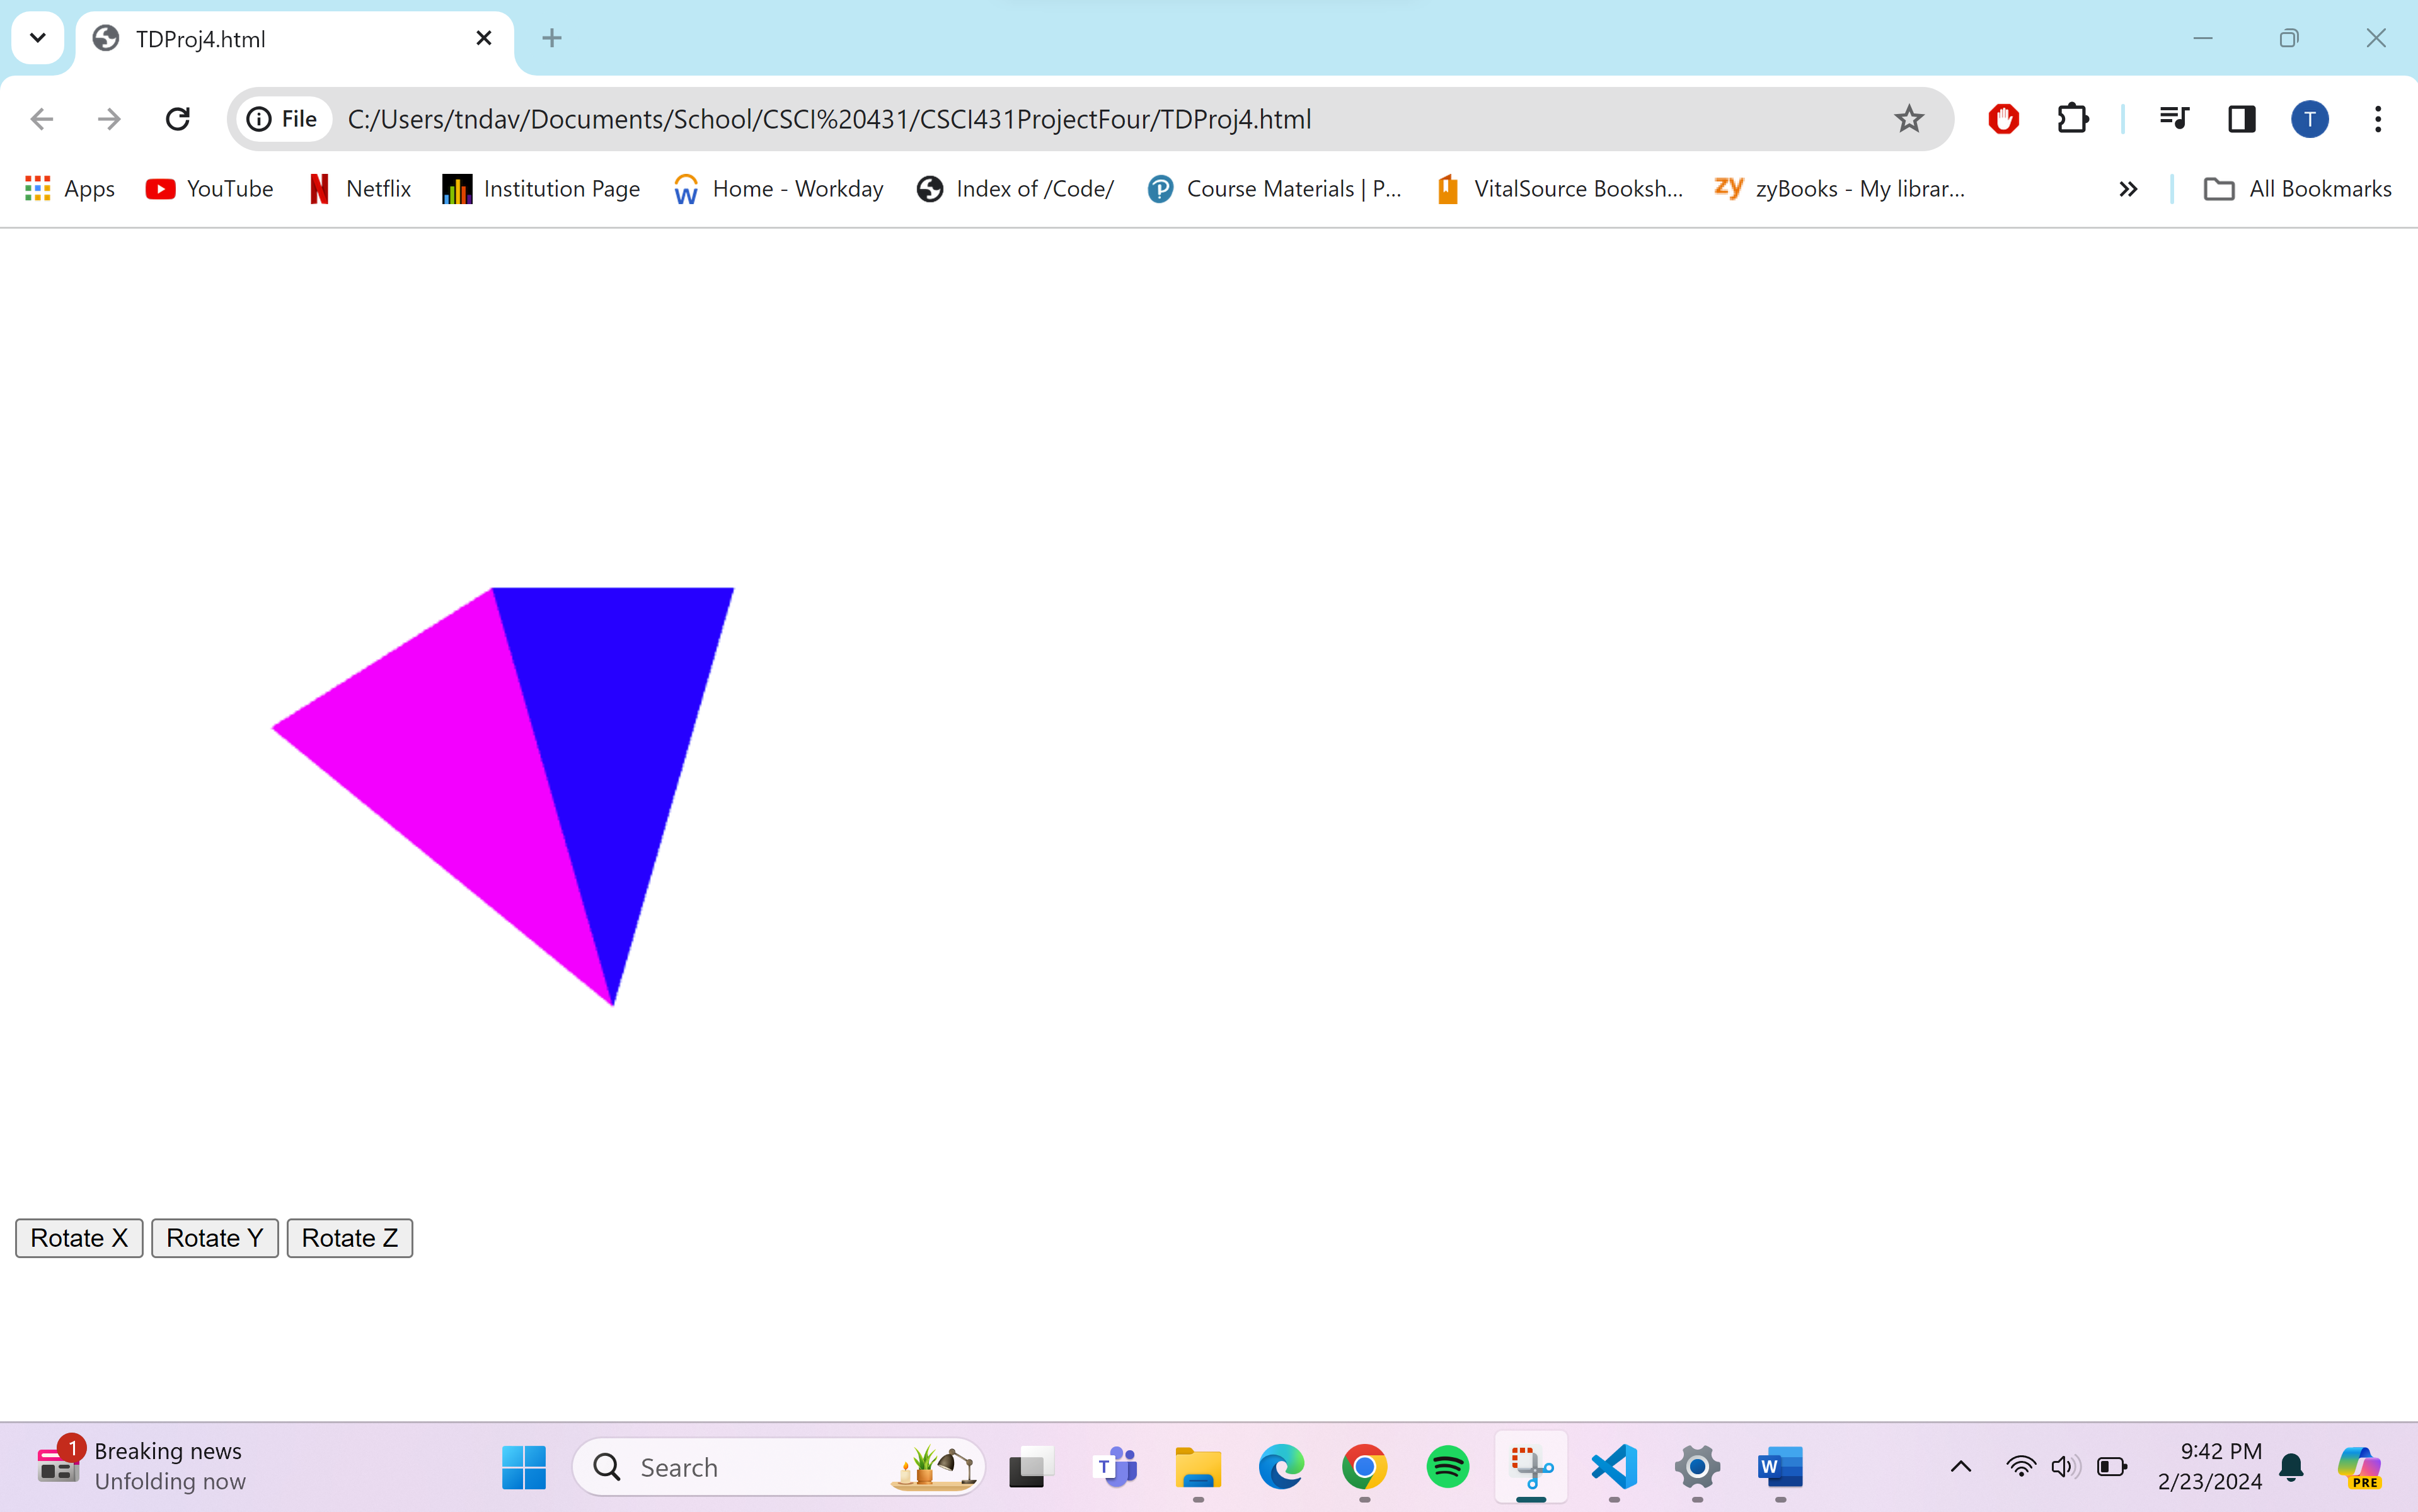 TDProj4.html
File C:/Users/tndav/Documents/School/CSCI%20431/CSCI431ProjectFour/TDProj4.html
T
Apps YouTube Netflix Institution Page Home - Workday Index of /Code/ Course Materials | P... VitalSource Booksh... zyBooks - My librar... All Bookmarks
Rotate X Rotate Y Rotate Z
1 Breaking news
Unfolding now
Search
9:42 PM
2/23/2024
PRE